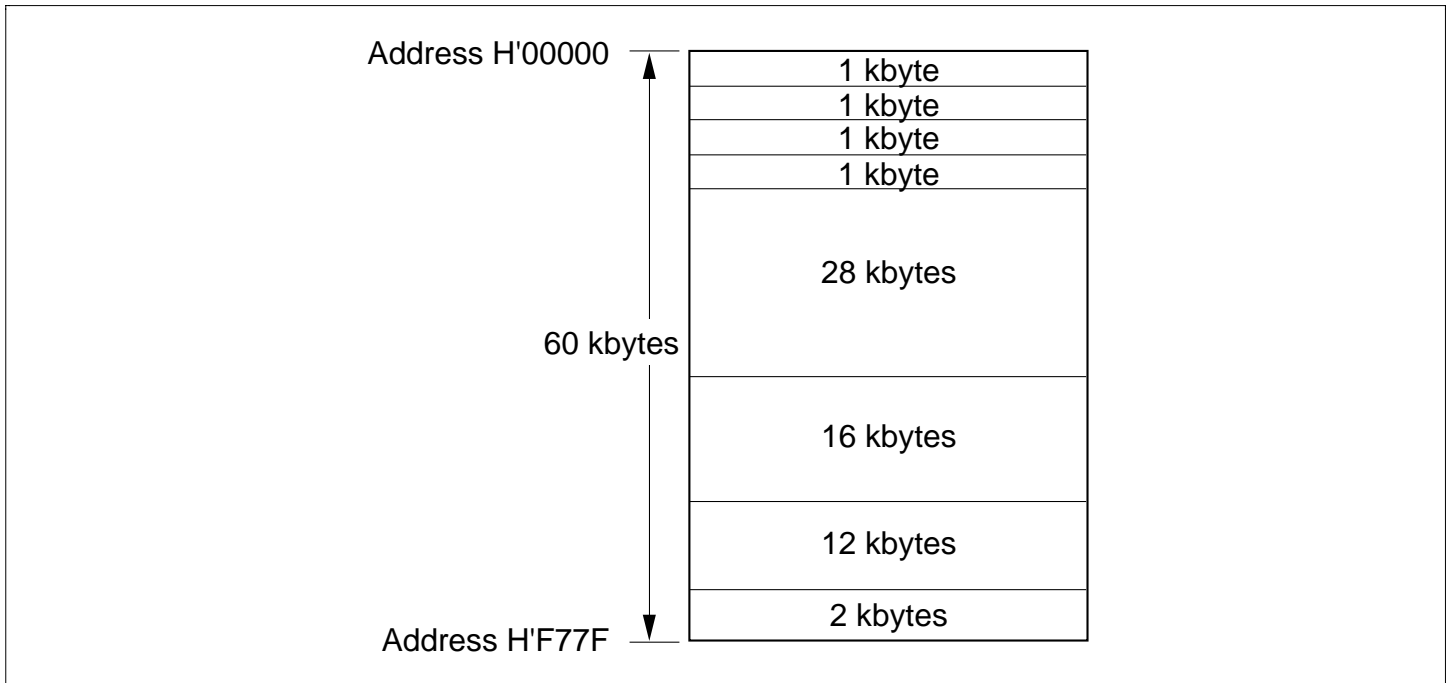 Address H'00000
1 kbyte
1 kbyte
1 kbyte
1 kbyte
28 kbytes
60 kbytes
16 kbytes
12 kbytes
2 kbytes
Address H'F77F